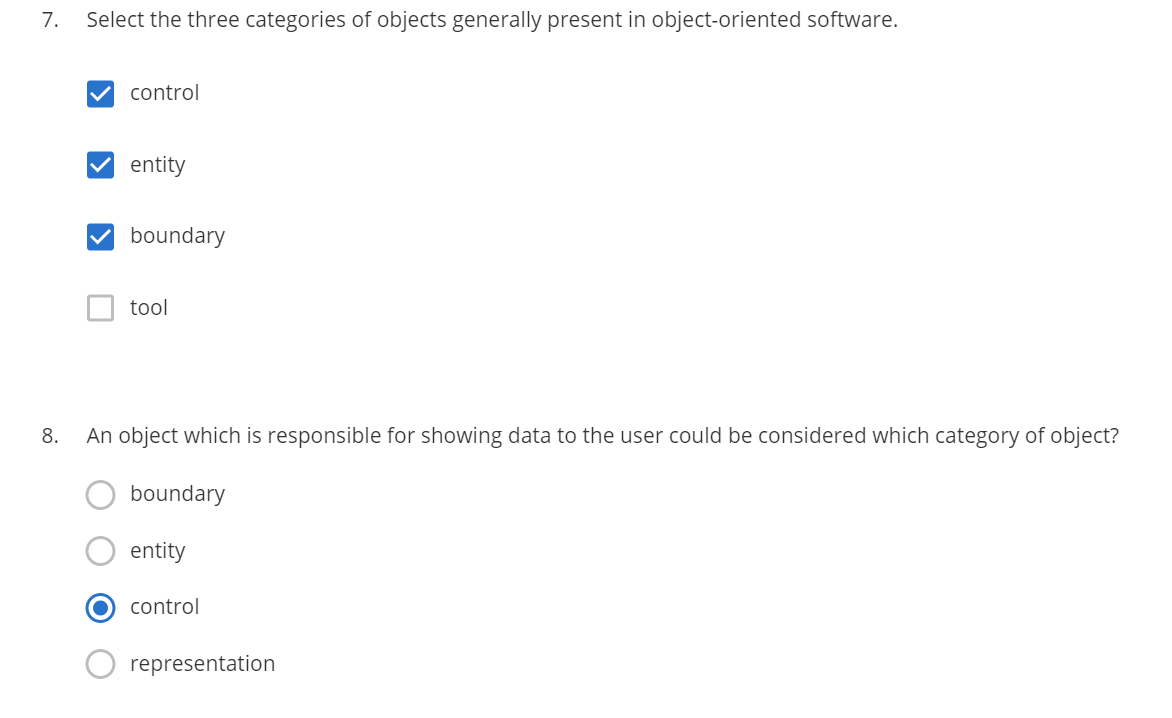 7. Select the three categories of objects generally present in object-oriented software.
control
entity
boundary
tool
8. An object which is responsible for showing data to the user could be considered which category of object?
boundary
entity
control
representation